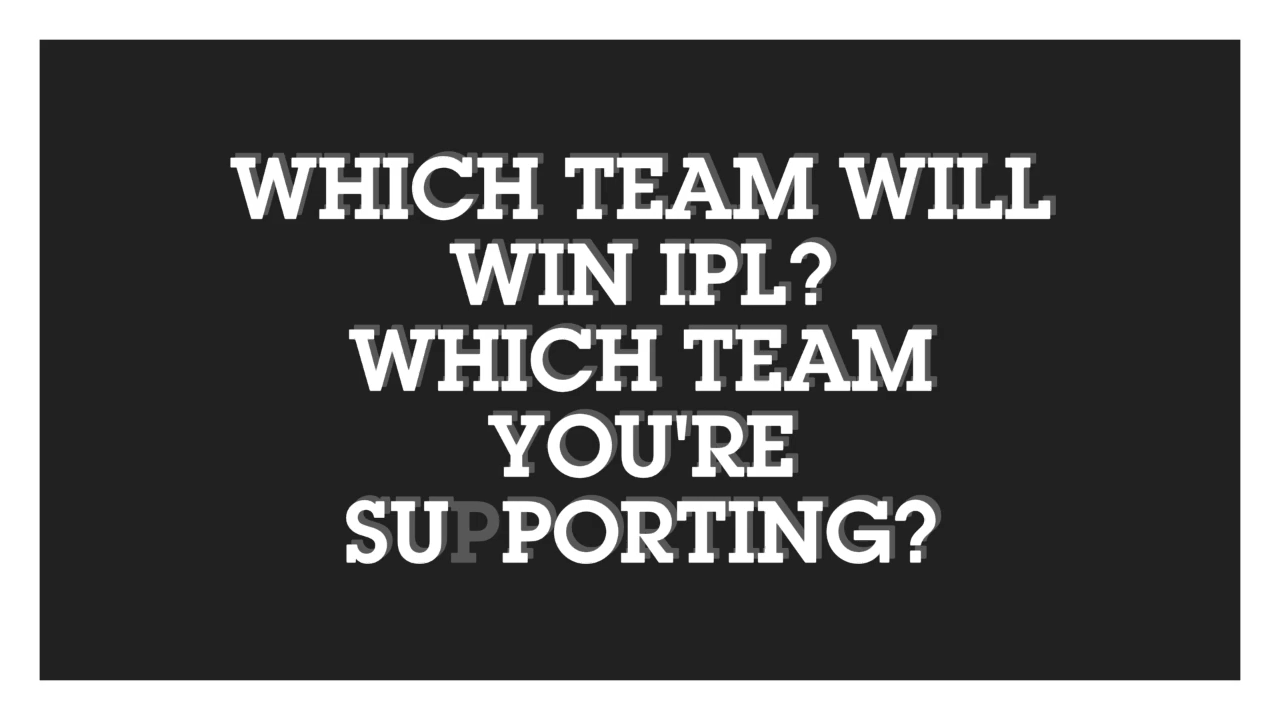 WHICH TEAM WILL
WIN IPL?
WHICH TEAM
YOU'RE
SUPPORTING?